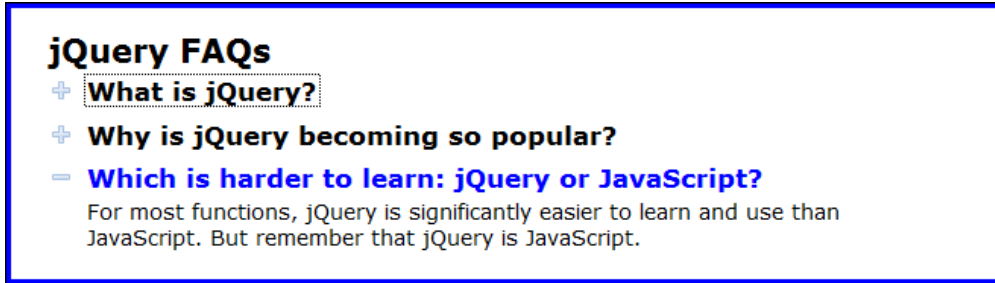 jQuery FAQs
What is jQuery?
Why is jQuery becoming so popular?
Which is harder to learn: jQuery or JavaScript?
For most functions, jQuery is significantly easier to learn and use than
JavaScript. But remember that jQuery is JavaScript.